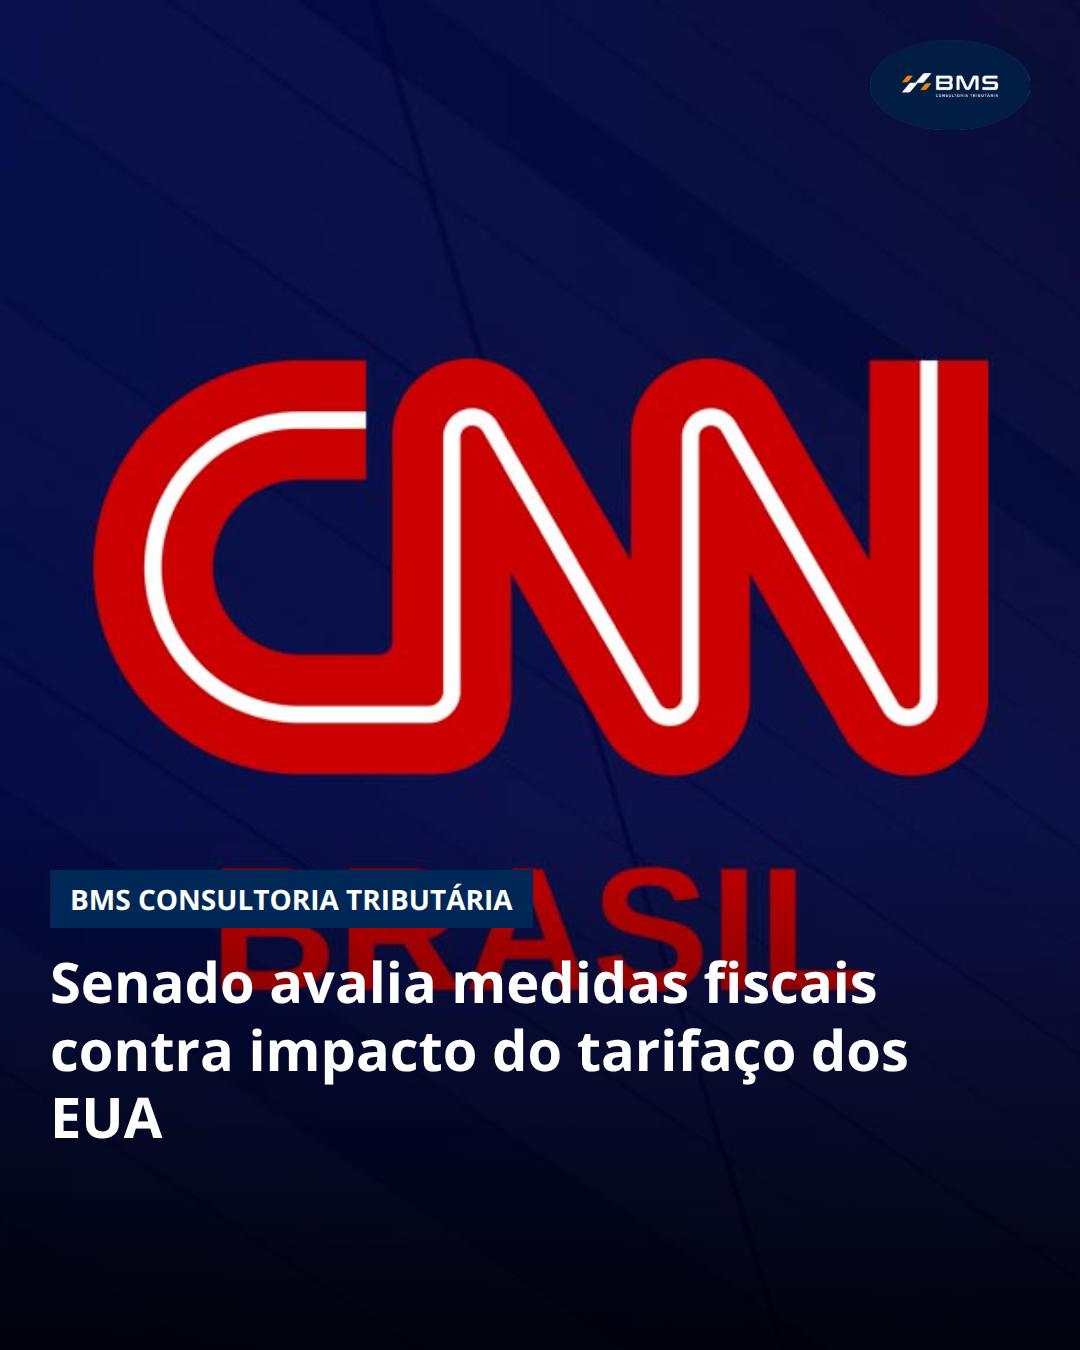 BMS
CONSULTORIA TRIBUTÁRIA
CNN
BRASIL
BMS CONSULTORIA TRIBUTÁRIA
Senado avalia medidas fiscais
contra impacto do tarifaço dos
EUA